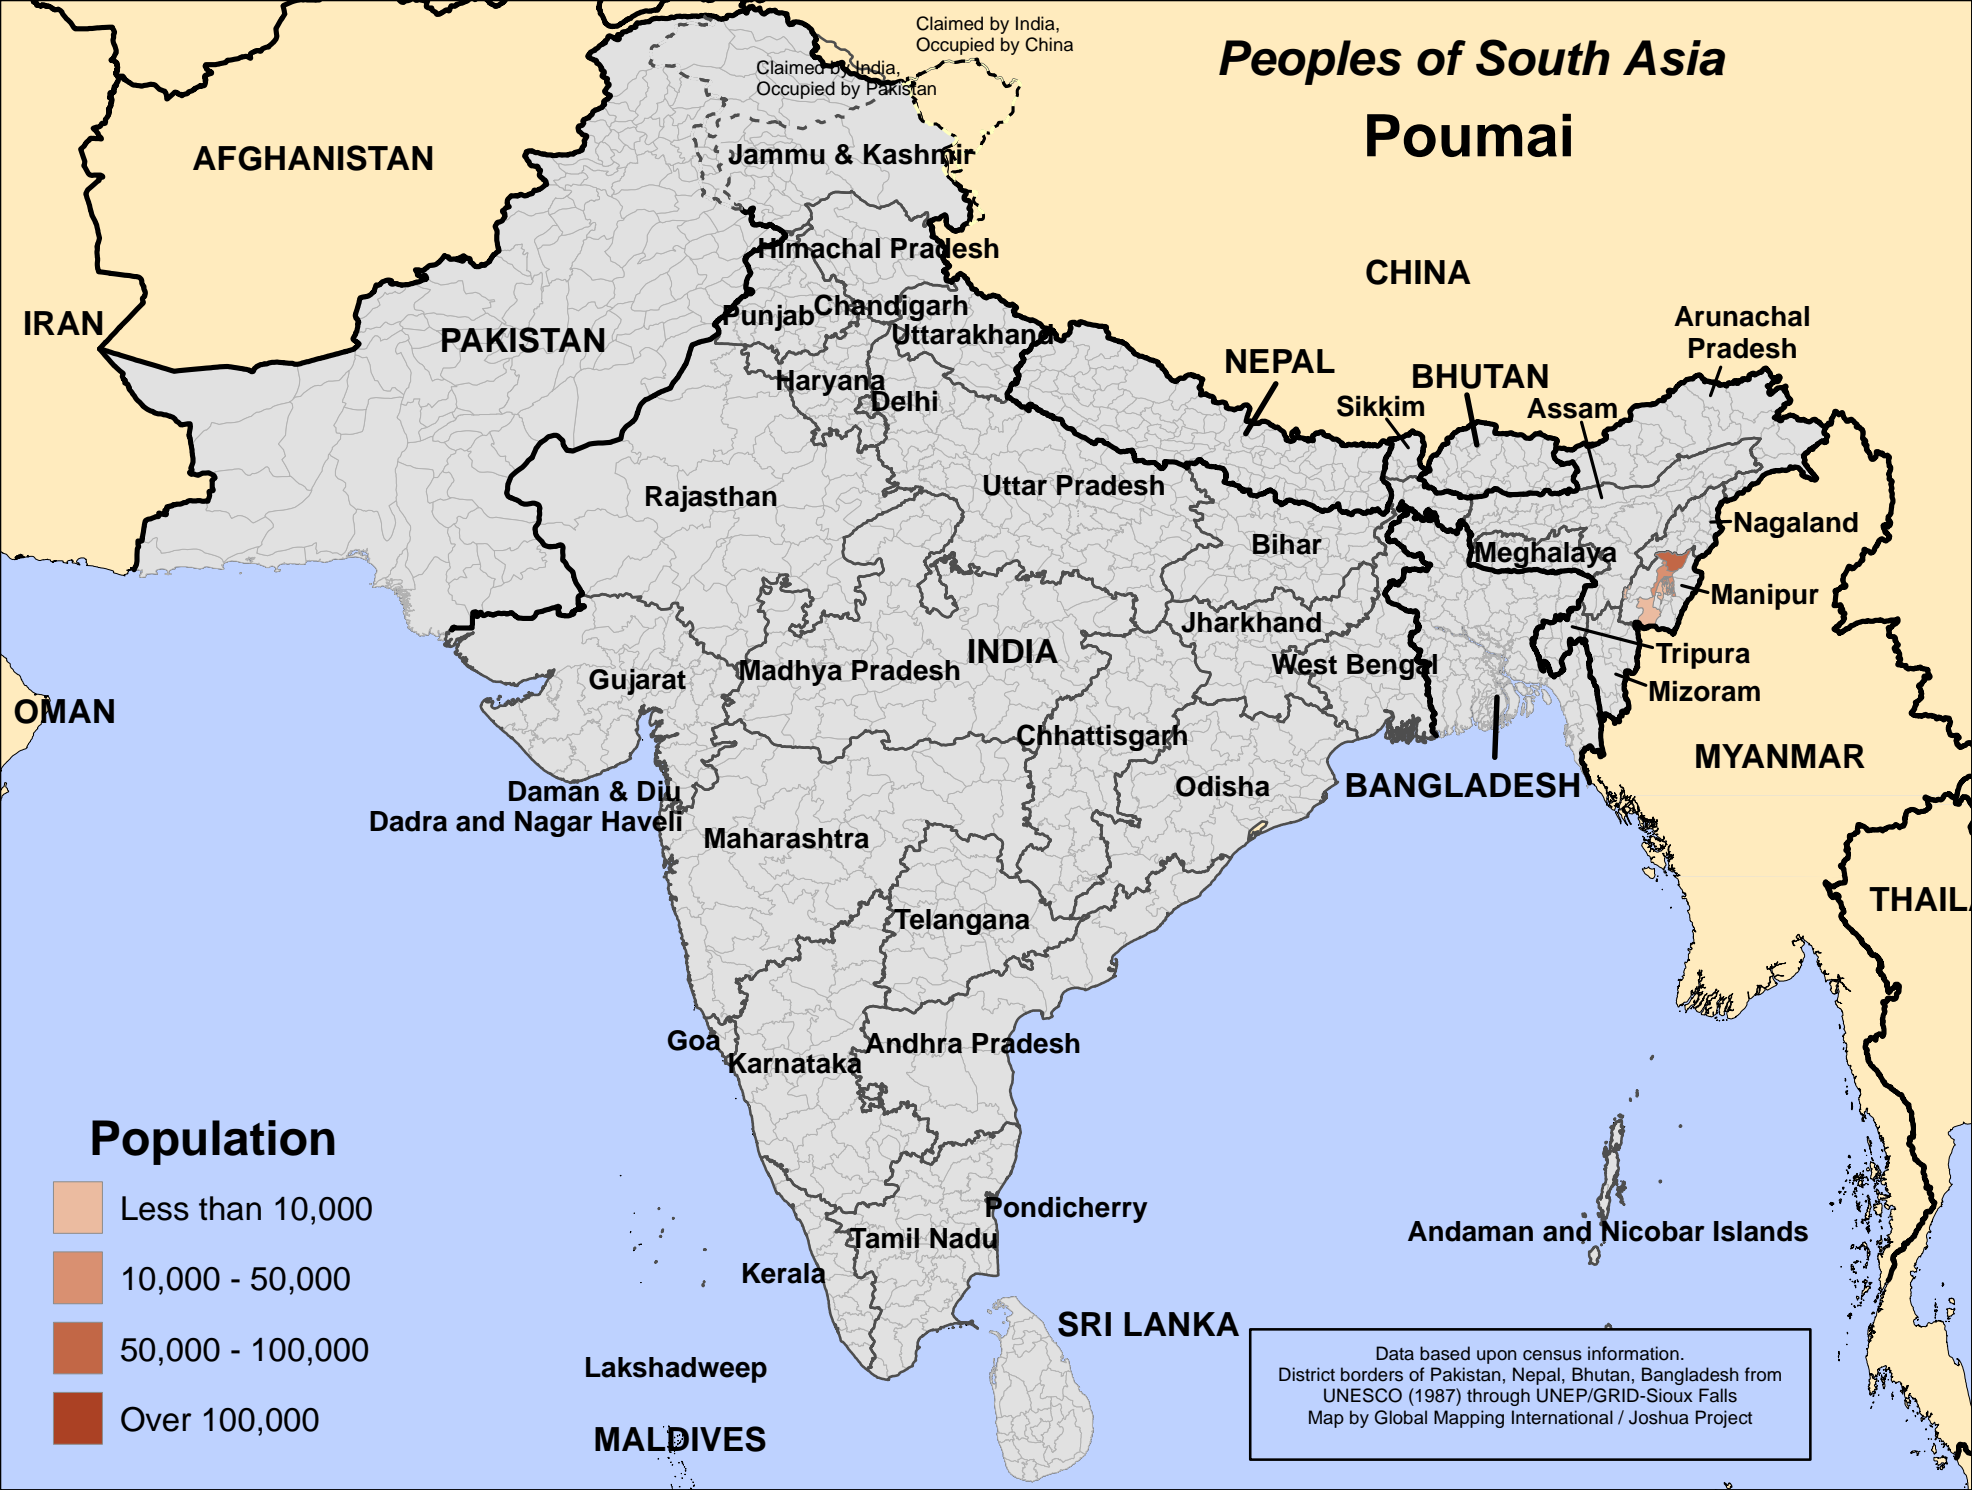 Claimed by India,
Occupied by China
Peoples of South Asia
Claimed by India,
Occupied by Pakistan
Poumai
AFGHANISTAN
Jammu & Kashmir
Himachal Pradesh
CHINA
IRAN
Punjab
Chandigarh
Arunachal
Pradesh
PAKISTAN
Uttarakhand
NEPAL
BHUTAN
Haryana
Delhi
Sikkim
Assam
Rajasthan
Uttar Pradesh
Nagaland
Bihar
Meghalaya
Manipur
Jharkhand
INDIA
Tripura
Gujarat
Madhya Pradesh
West Bengal
Mizoram
OMAN
Chhattisgarh
MYANMAR
Odisha
BANGLADESH
Daman & Diu
Dadra and Nagar Haveli
Maharashtra
THAIL
Telangana
Goa
Karnataka
Andhra Pradesh
Population
Less than 10,000
10,000 - 50,000
50,000 - 100,000
Over 100,000
Pondicherry
Tamil Nadu
Andaman and Nicobar Islands
Kerala
SRI LANKA
Lakshadweep
MALDIVES
Data based upon census information.
District borders of Pakistan, Nepal, Bhutan, Bangladesh from
UNESCO (1987) through UNEP/GRID-Sioux Falls
Map by Global Mapping International / Joshua Project